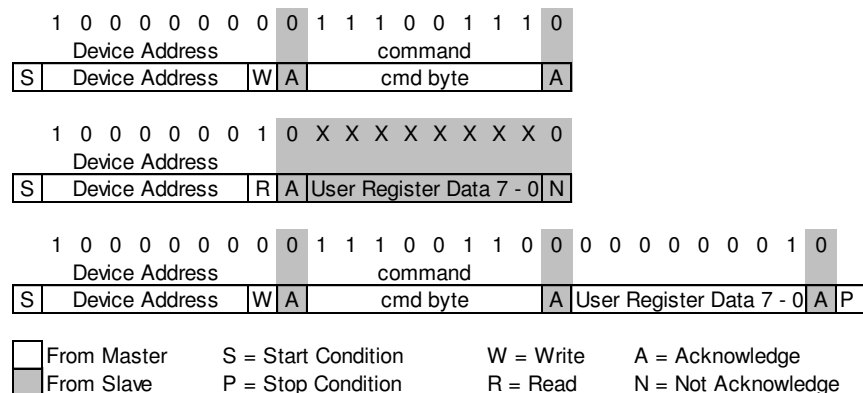 1 0 0 0 0 0 0 0 0 1 1 1 0 0 1 1 1 0
Device Address command
S Device Address W A cmd byte A
1 0 0 0 0 0 0 1 0 X X X X X X X X 0
Device Address
S Device Address R A User Register Data 7 - 0 N
1 0 0 0 0 0 0 0 0 1 1 1 0 0 1 1 0 0 0 0 0 0 0 0 0 1 0
Device Address command
S Device Address W A cmd byte A User Register Data 7 - 0 A P
From Master S = Start Condition W = Write A = Acknowledge
From Slave P = Stop Condition R = Read N = Not Acknowledge